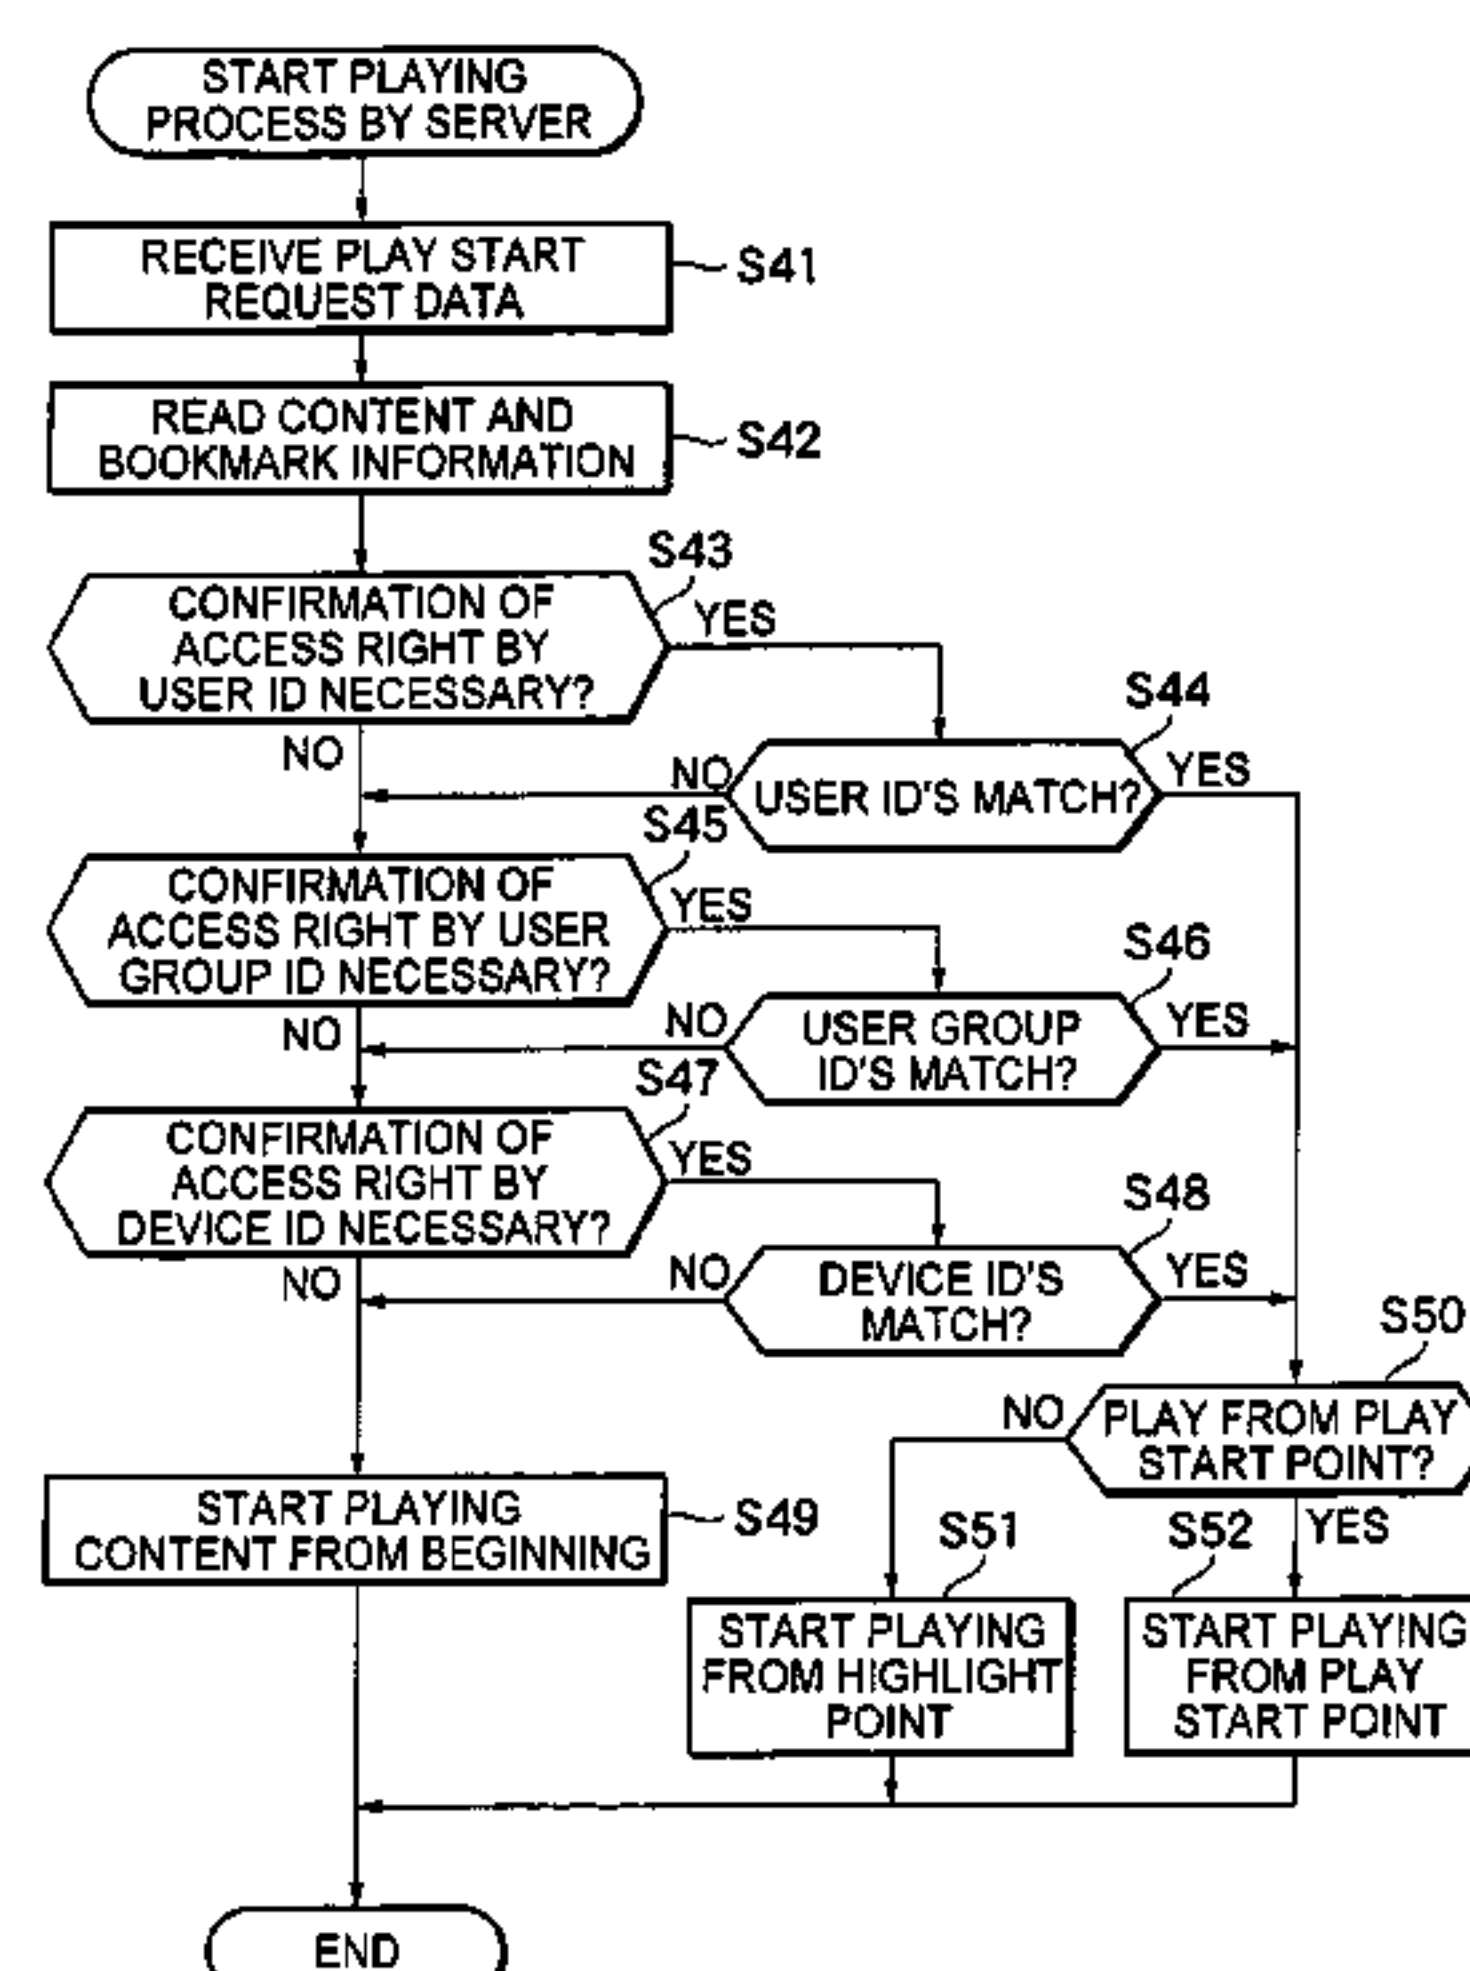 START PLAYING
PROCESS BY SERVER
RECEIVE PLAY START
REQUEST DATA
S41
READ CONTENT AND
BOOKMARK INFORMATION
S42
S43
CONFIRMATION OF
ACCESS RIGHT BY
USER ID NECESSARY?
YES
NO
S44
NO
USER ID'S MATCH?
YES
S45
CONFIRMATION OF
ACCESS RIGHT BY USER
GROUP ID NECESSARY?
YES
NO
S46
NO
USER GROUP
ID'S MATCH?
YES
S47
CONFIRMATION OF
ACCESS RIGHT BY
DEVICE ID NECESSARY?
YES
NO
S48
NO
DEVICE ID'S
MATCH?
YES
S50
NO
PLAY FROM PLAY
START POINT?
YES
START PLAYING
CONTENT FROM BEGINNING
S49
S51
START PLAYING
FROM HIGHLIGHT
POINT
S52
START PLAYING
FROM PLAY
START POINT
END